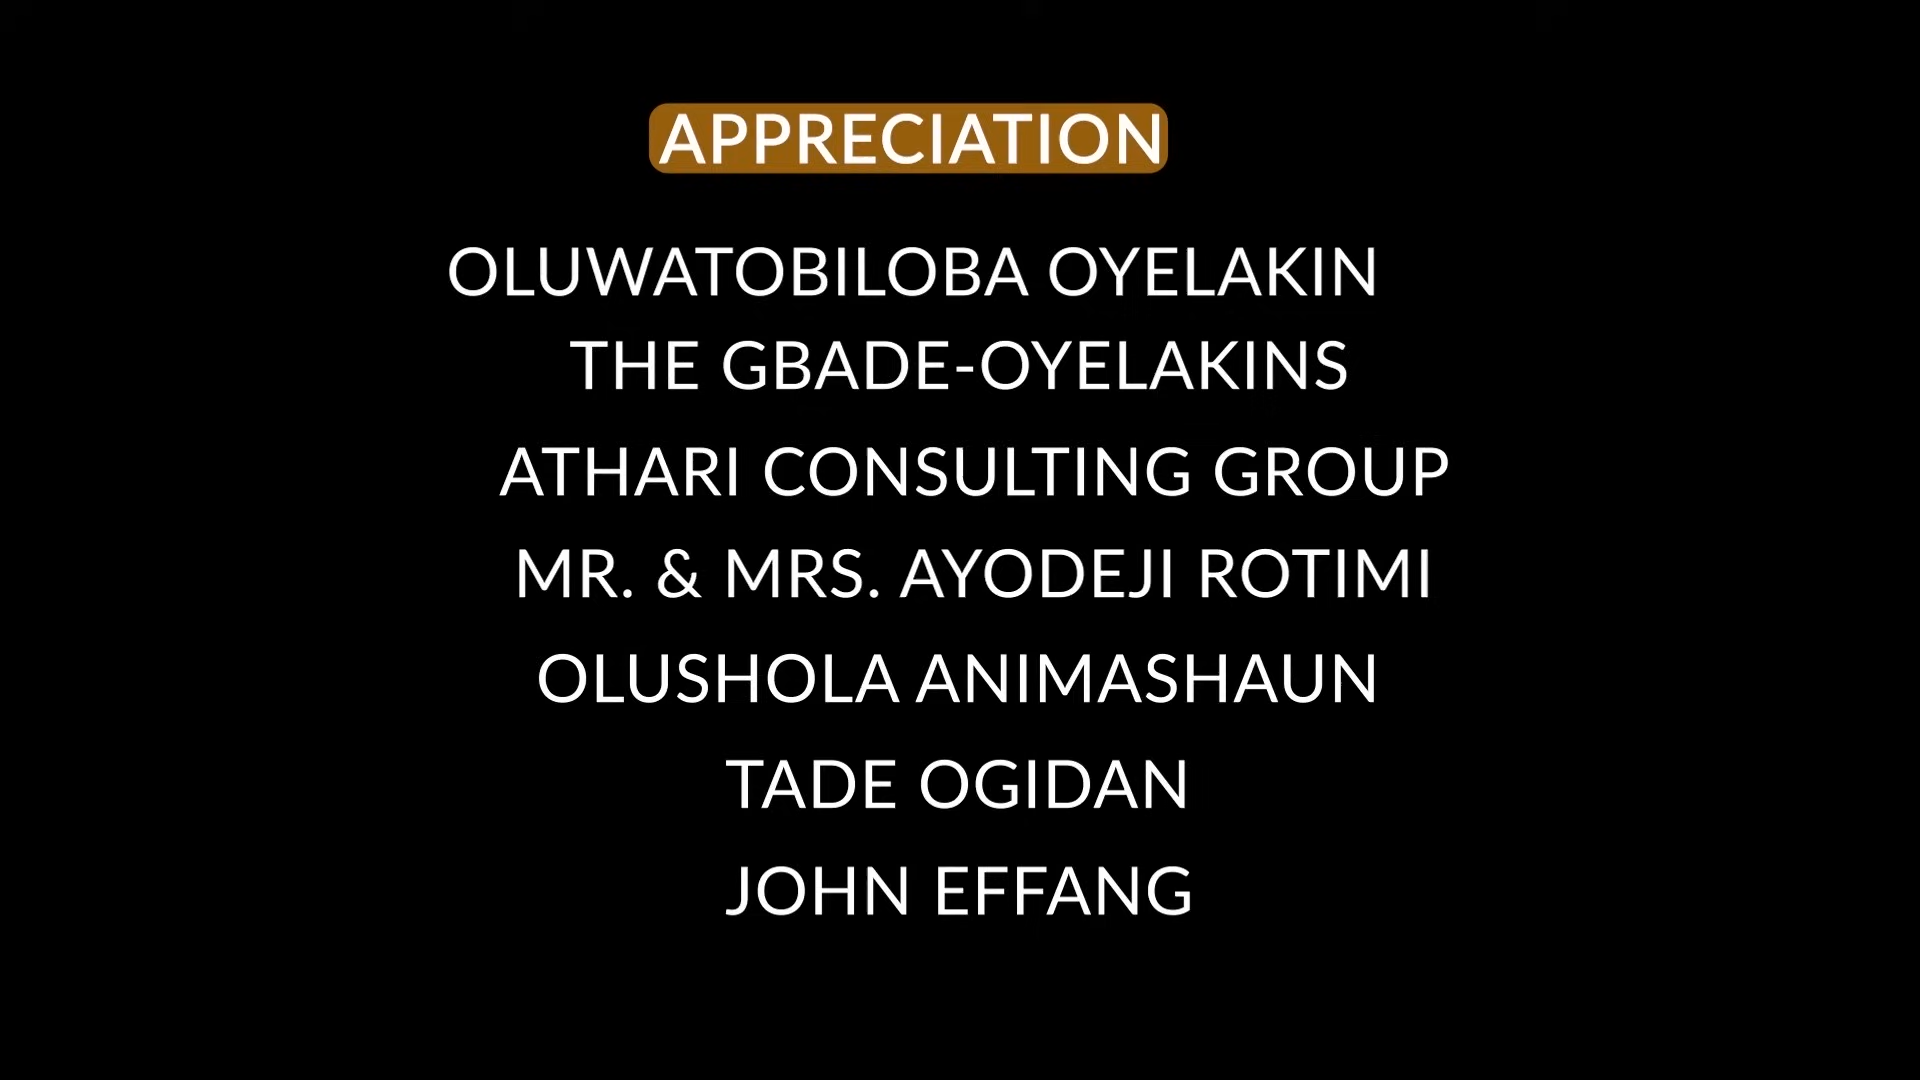 APPRECIATION
OLUWATOBILOBA OYELAKIN
THE GBADE-OYELAKINS
ATHARI CONSULTING GROUP
MR. & MRS. AYODEJI ROTIMI
OLUSHOLA ANIMASHAUN
TADE OGIDAN
JOHN EFFANG